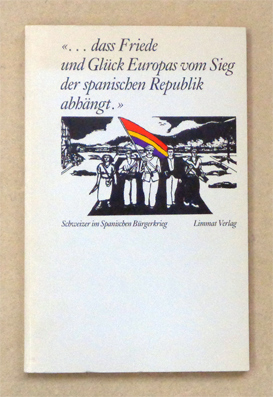 «... dass Friede
und Glück Europas vom Sieg
der spanischen Republik
abhängt.»
Schweizer im Spanischen Bürgerkrieg Limmat Verlag